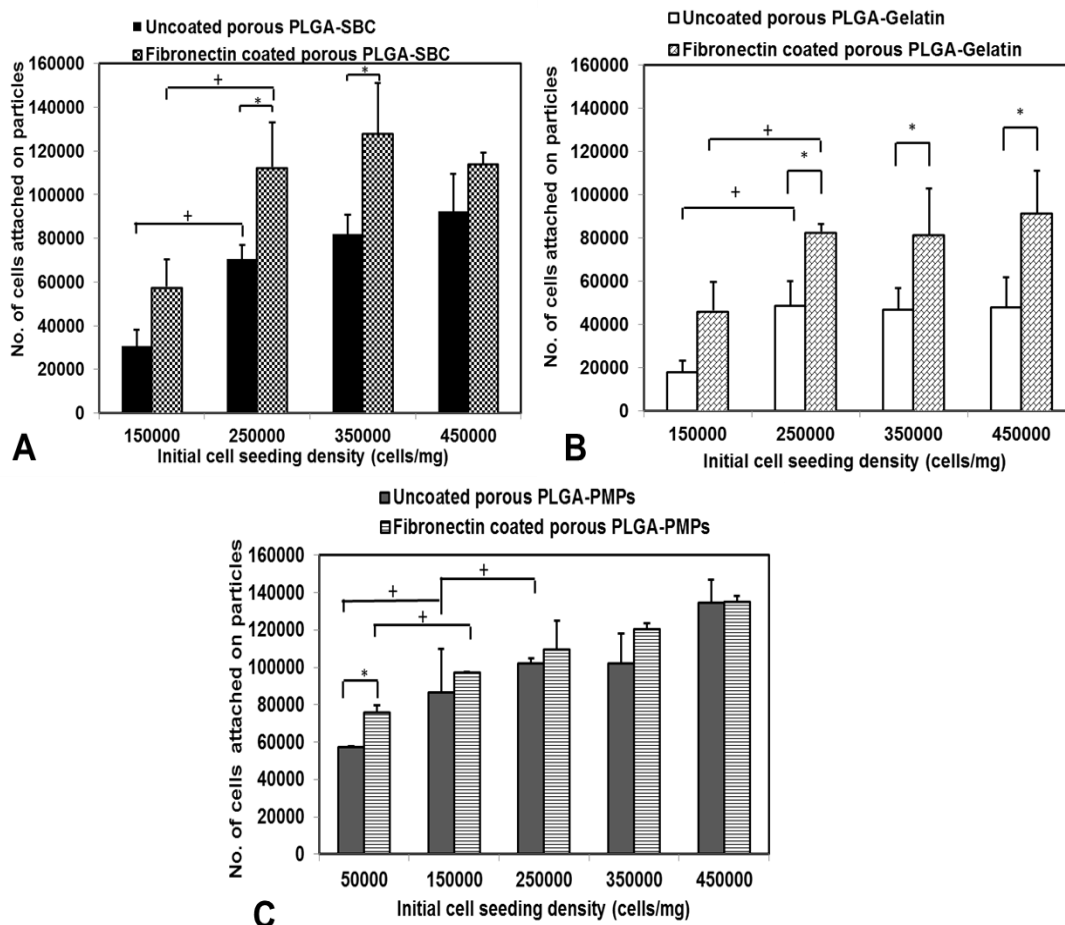 Uncoated porous PLGA-SBC
Fibronectin coated porous PLGA-SBC
No. of cells attached on particles
160000
140000
120000
100000
80000
60000
40000
20000
0
+
*
*
+
150000 250000 350000 450000
Initial cell seeding density (cells/mg)
A
Uncoated porous PLGA-Gelatin
Fibronectin coated porous PLGA-Gelatin
No. of cells attached on particles
160000
140000
120000
100000
80000
60000
40000
20000
0
+
*
*
*
+
150000 250000 350000 450000
Initial cell seeding density (cells/mg)
B
Uncoated porous PLGA-PMPs
Fibronectin coated porous PLGA-PMPs
No. of cells attached on particles
160000
140000
120000
100000
80000
60000
40000
20000
0
+
+
+
*
50000 150000 250000 350000 450000
Initial cell seeding density (cells/mg)
C